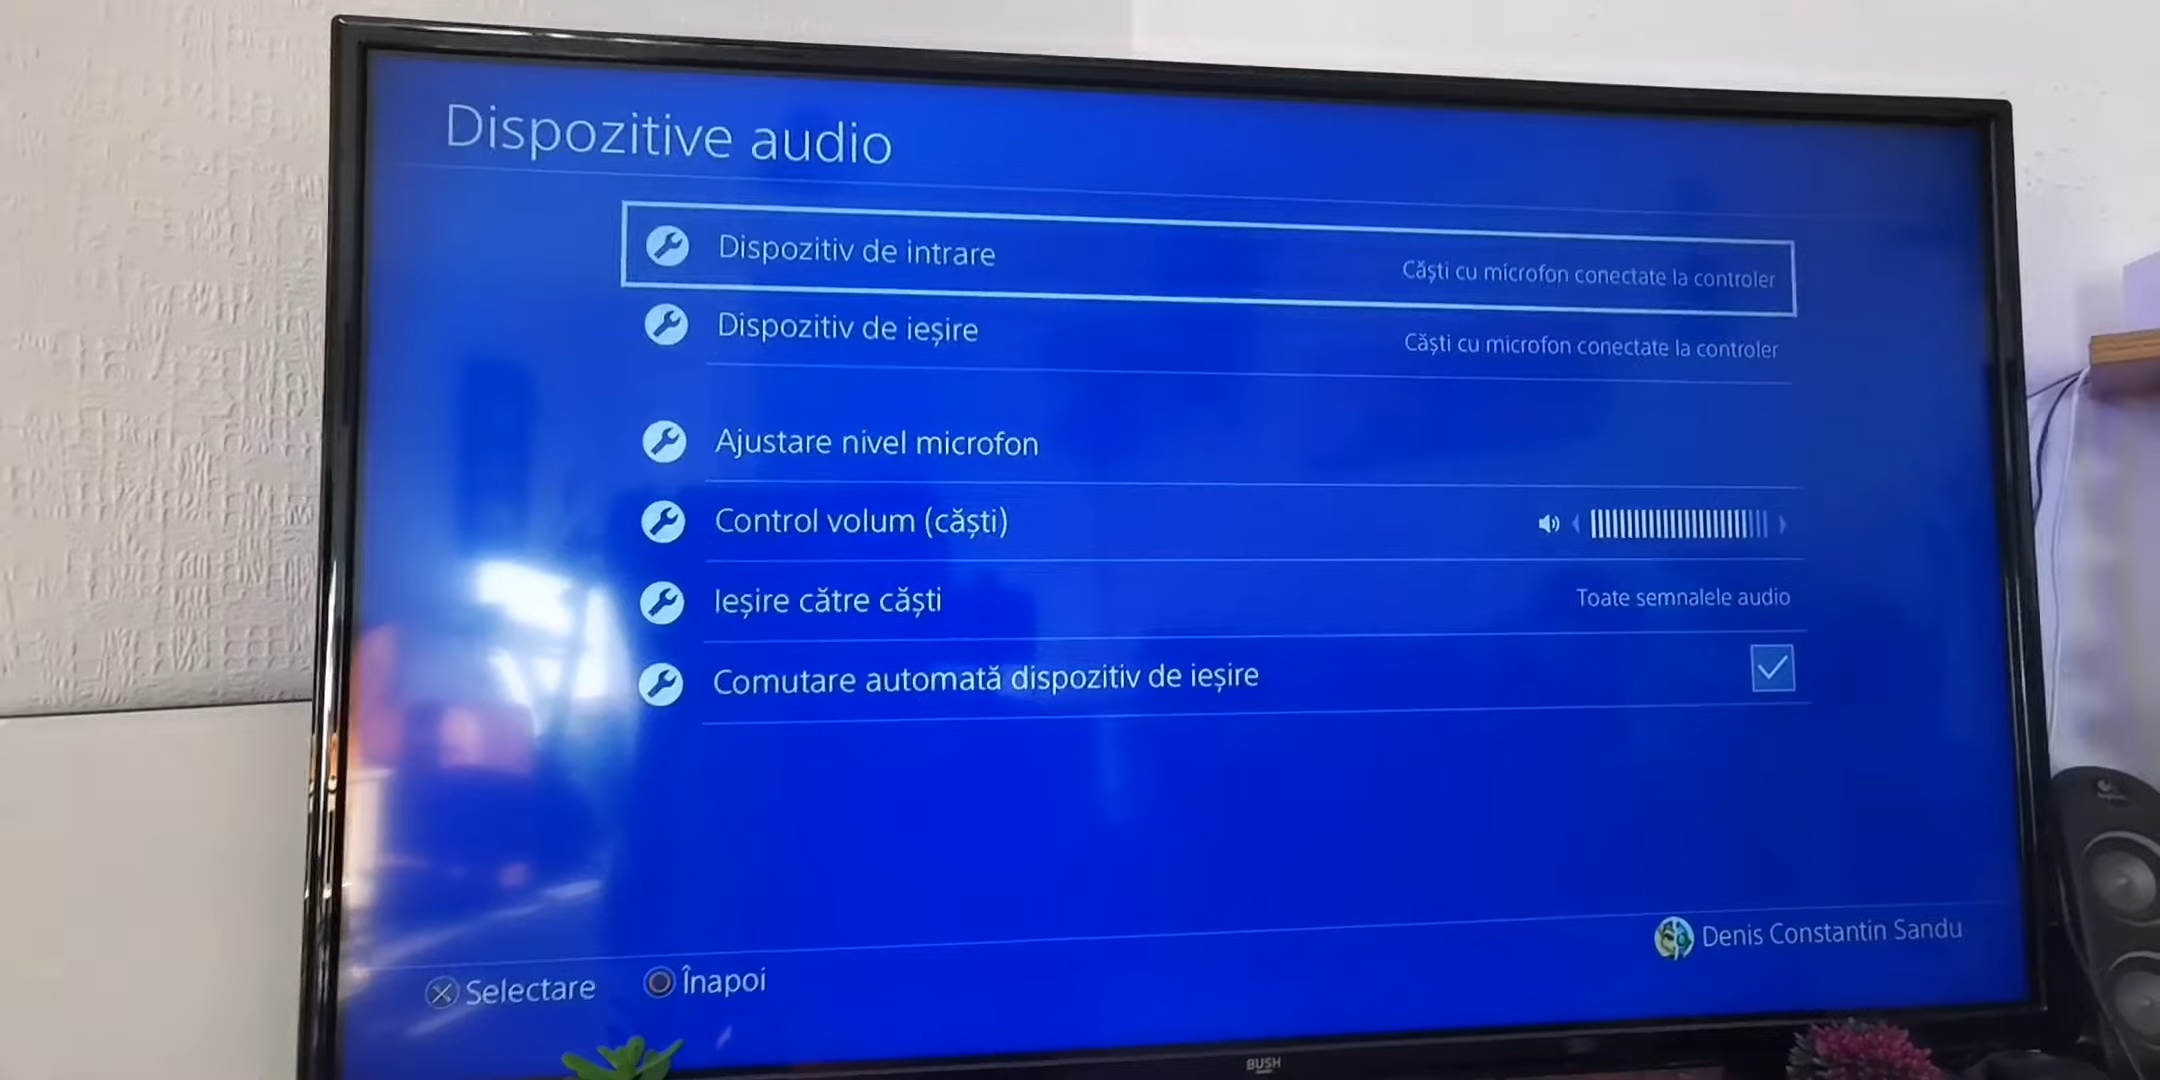 Dispozitive audio
Dispozitiv de intrare
Căști cu microfon conectate la controler
Dispozitiv de ieșire
Căști cu microfon conectate la controler
Ajustare nivel microfon
Control volum (căști)
Ieșire către căști
Toate semnalele audio
Comutare automată dispozitiv de ieșire
Denis Constantin Sandu
Selectare
Înapoi
BUSH